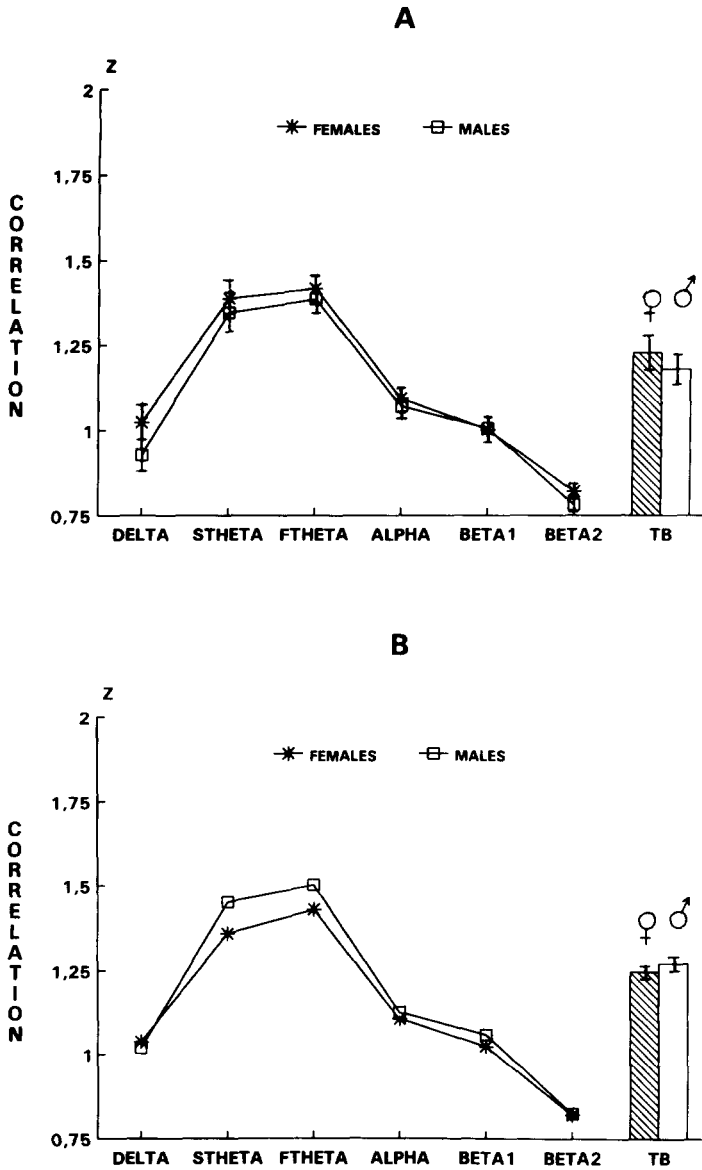 A
Z
2
FEMALES MALES
1,75
1,5
1,25
1
0.75
CORRELATION
DELTA STHETA FTHETA ALPHA BETA1 BETA2 TB
B
Z
2
FEMALES MALES
1,75
1,5
1,25
1
0,75
CORRELATION
DELTA STHETA FTHETA ALPHA BETA1 BETA2 TB